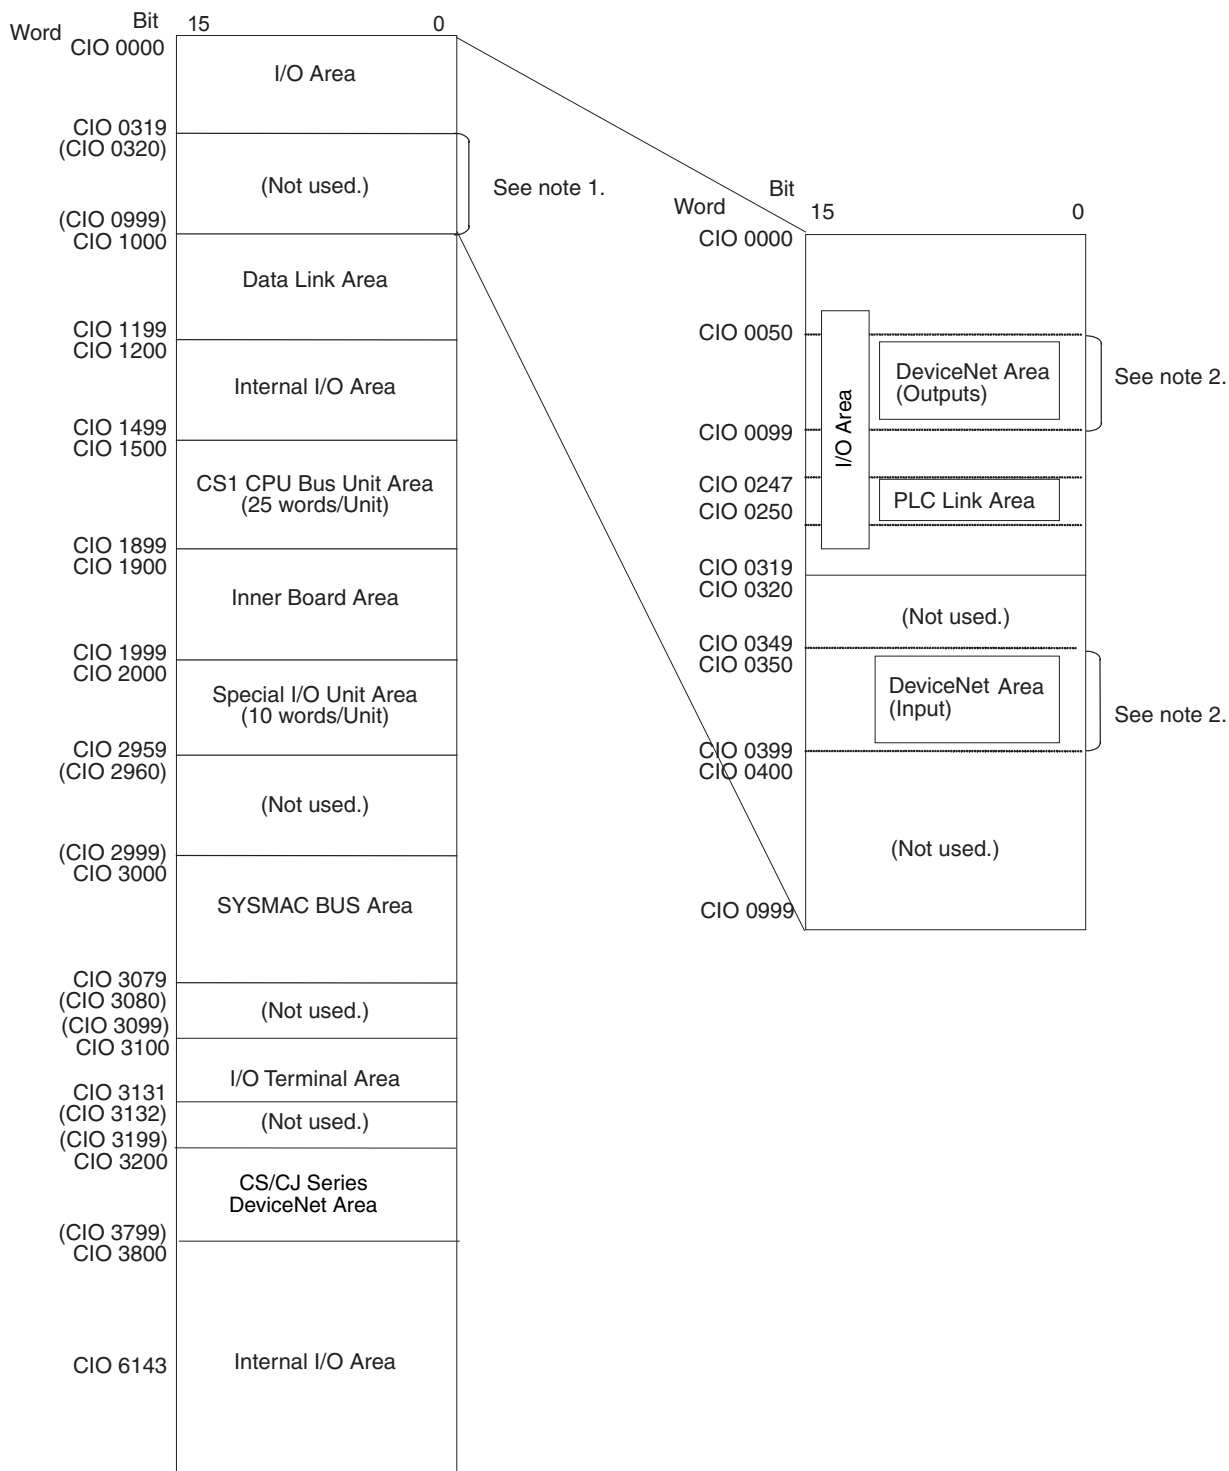 Word
Bit
15
0
CIO 0000
I/O Area
CIO 0319
(CIO 0320)
(Not used.)
See note 1.
(CIO 0999)
CIO 1000
Data Link Area
CIO 1199
CIO 1200
Internal I/O Area
CIO 1499
CIO 1500
CS1 CPU Bus Unit Area
(25 words/Unit)
CIO 1899
CIO 1900
Inner Board Area
CIO 1999
CIO 2000
Special I/O Unit Area
(10 words/Unit)
CIO 2959
(CIO 2960)
(Not used.)
(CIO 2999)
CIO 3000
SYSMAC BUS Area
CIO 3079
(CIO 3080)
(Not used.)
(CIO 3099)
CIO 3100
I/O Terminal Area
CIO 3131
(CIO 3132)
(Not used.)
(CIO 3199)
CIO 3200
CS/CJ Series
DeviceNet Area
(CIO 3799)
CIO 3800
Internal I/O Area
CIO 6143
Word
Bit
15
0
CIO 0000
I/O Area
CIO 0050
DeviceNet Area
(Outputs)
See note 2.
CIO 0099
CIO 0247
PLC Link Area
CIO 0250
CIO 0319
CIO 0320
(Not used.)
CIO 0349
CIO 0350
DeviceNet Area
(Input)
See note 2.
CIO 0399
CIO 0400
(Not used.)
CIO 0999